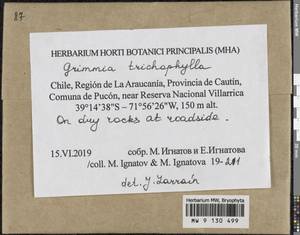 87
HERBARIUM HORTI BOTANICI PRINCIPALIS (MHA)
Grimmia trichophylla
Chile, Región de La Araucanía, Provincia de Cautín,
Comuna de Pucón, near Reserva Nacional Villarrica
39°14'38"S – 71°56'26"W, 150 m alt.
On dry rocks at roadside.
15.VI.2019
собр. М. Игнатов и Е.Игнатова
/coll. M. Ignatov & M. Ignatova 19-211
det. J. Larraín
Herbarium MW, Bryophyta
MW 9 130 499